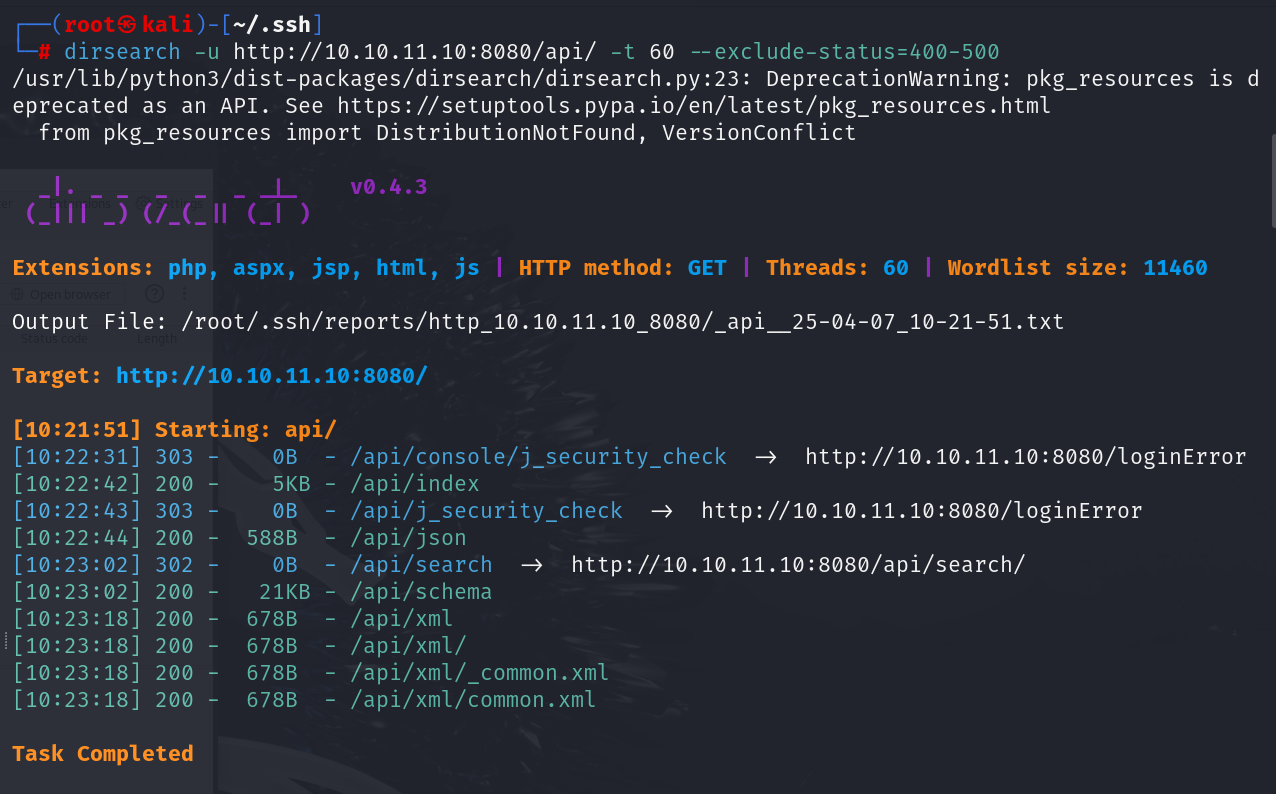 ┌──(root㉿kali)-[~/.ssh]
└─# dirsearch -u http://10.10.11.10:8080/api/ -t 60 --exclude-status=400-500
/usr/lib/python3/dist-packages/dirsearch/dirsearch.py:23: DeprecationWarning: pkg_resources is d
eprecated as an API. See https://setuptools.pypa.io/en/latest/pkg_resources.html
  from pkg_resources import DistributionNotFound, VersionConflict

  _|. _ _  _  _  _ _|_    v0.4.3
 (_||| _) (/_(_|| (_| )

Extensions: php, aspx, jsp, html, js | HTTP method: GET | Threads: 60 | Wordlist size: 11460
Open browser
Output File: /root/.ssh/reports/http_10.10.11.10_8080/_api__25-04-07_10-21-51.txt
Status code Length
Target: http://10.10.11.10:8080/

[10:21:51] Starting: api/
[10:22:31] 303 -    0B  - /api/console/j_security_check  ->  http://10.10.11.10:8080/loginError
[10:22:42] 200 -    5KB - /api/index
[10:22:43] 303 -    0B  - /api/j_security_check  ->  http://10.10.11.10:8080/loginError
[10:22:44] 200 -  588B  - /api/json
[10:23:02] 302 -    0B  - /api/search  ->  http://10.10.11.10:8080/api/search/
[10:23:02] 200 -   21KB - /api/schema
[10:23:18] 200 -  678B  - /api/xml
[10:23:18] 200 -  678B  - /api/xml/
[10:23:18] 200 -  678B  - /api/xml/_common.xml
[10:23:18] 200 -  678B  - /api/xml/common.xml

Task Completed